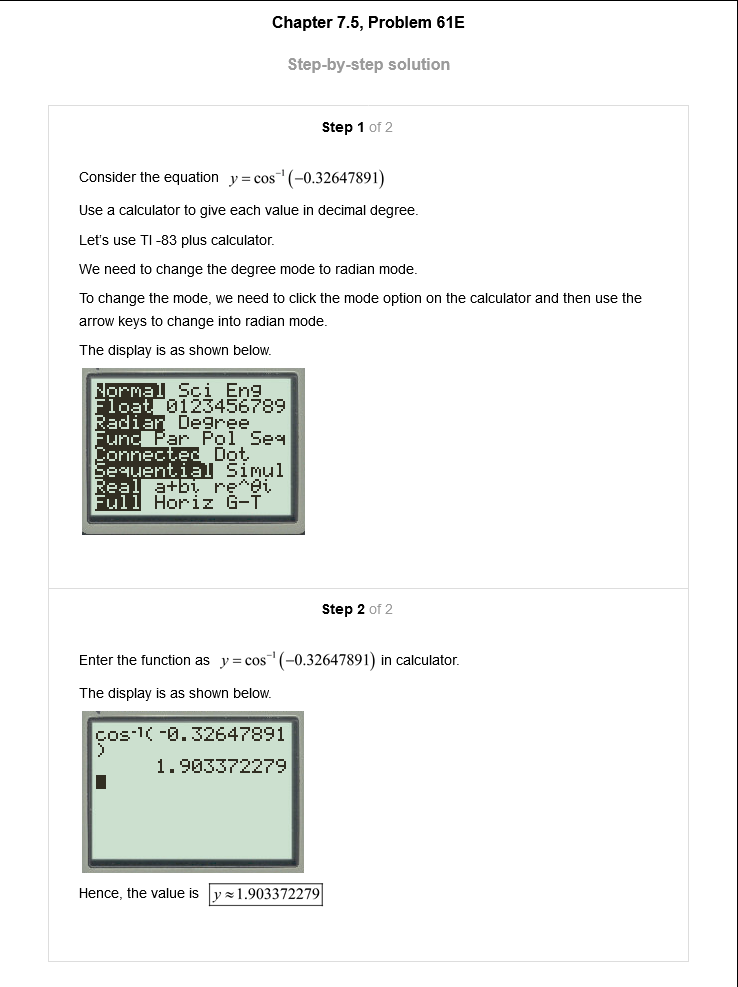 Chapter 7.5, Problem 61E
Step-by-step solution
Step 1 of 2
Consider the equation y = cos⁻¹(−0.32647891)
Use a calculator to give each value in decimal degree.
Let's use TI -83 plus calculator.
We need to change the degree mode to radian mode.
To change the mode, we need to click the mode option on the calculator and then use the
arrow keys to change into radian mode.
The display is as shown below.
Normal Sci Eng
Float 0123456789
Radian Degree
Func Par Pol Seq
Connected Dot
Sequential Simul
Real a+bi re^θi
Full Horiz G-T
Step 2 of 2
Enter the function as y = cos⁻¹(−0.32647891) in calculator.
The display is as shown below.
cos⁻¹(-0.32647891
)
1.903372279
Hence, the value is y ≈ 1.903372279